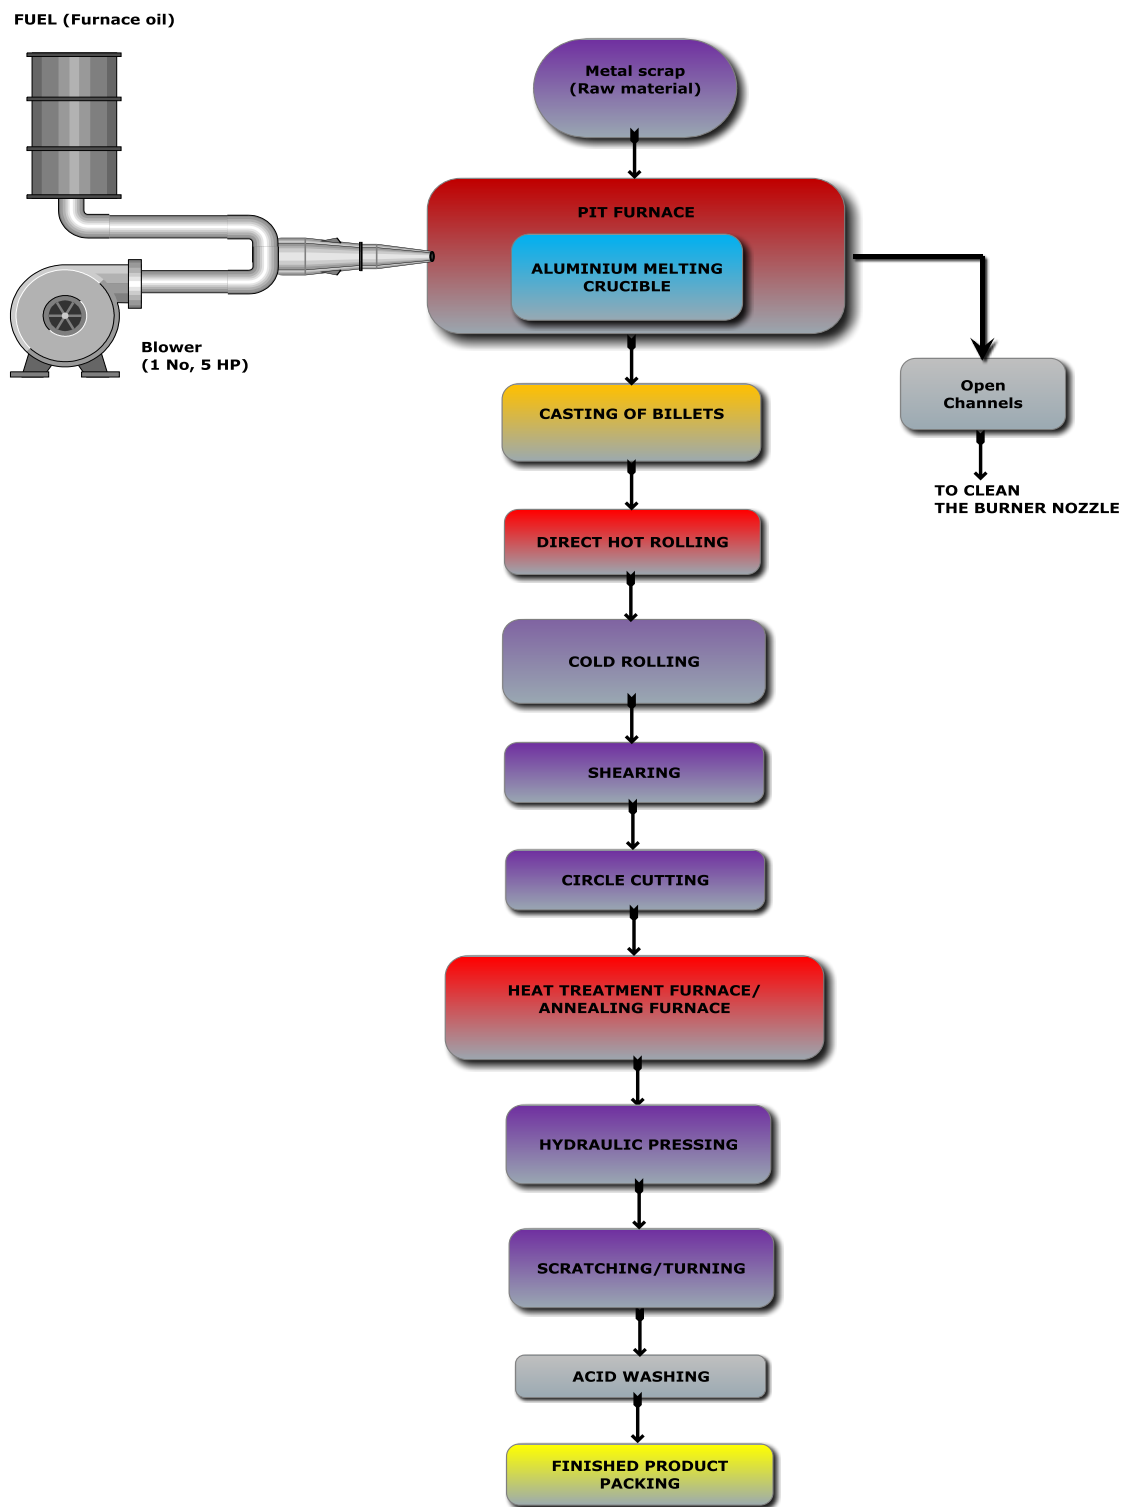 FUEL (Furnace oil)
Metal scrap
(Raw material)
PIT FURNACE
ALUMINIUM MELTING
CRUCIBLE
Blower
(1 No, 5 HP)
Open
Channels
TO CLEAN
THE BURNER NOZZLE
CASTING OF BILLETS
DIRECT HOT ROLLING
COLD ROLLING
SHEARING
CIRCLE CUTTING
HEAT TREATMENT FURNACE/
ANNEALING FURNACE
HYDRAULIC PRESSING
SCRATCHING/TURNING
ACID WASHING
FINISHED PRODUCT
PACKING